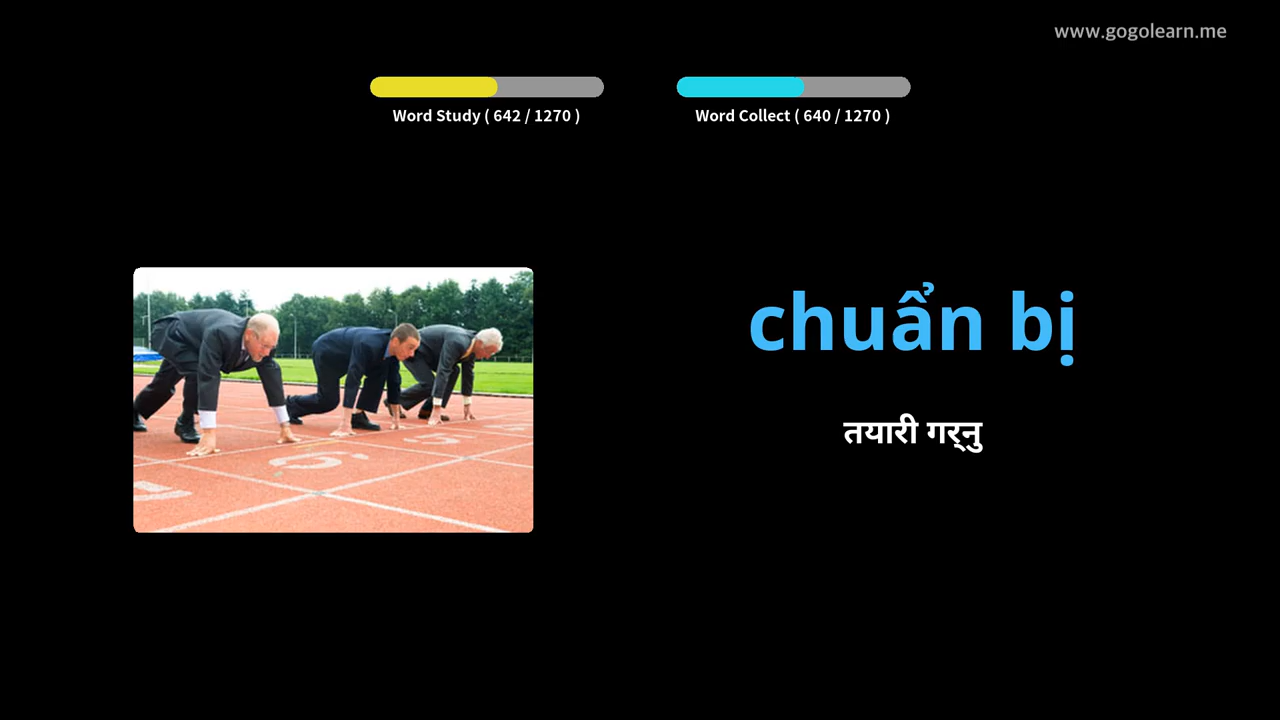 www.gogolearn.me
Word Study ( 642 / 1270 )
Word Collect ( 640 / 1270 )
chuẩn bị
तयारी गर्नु